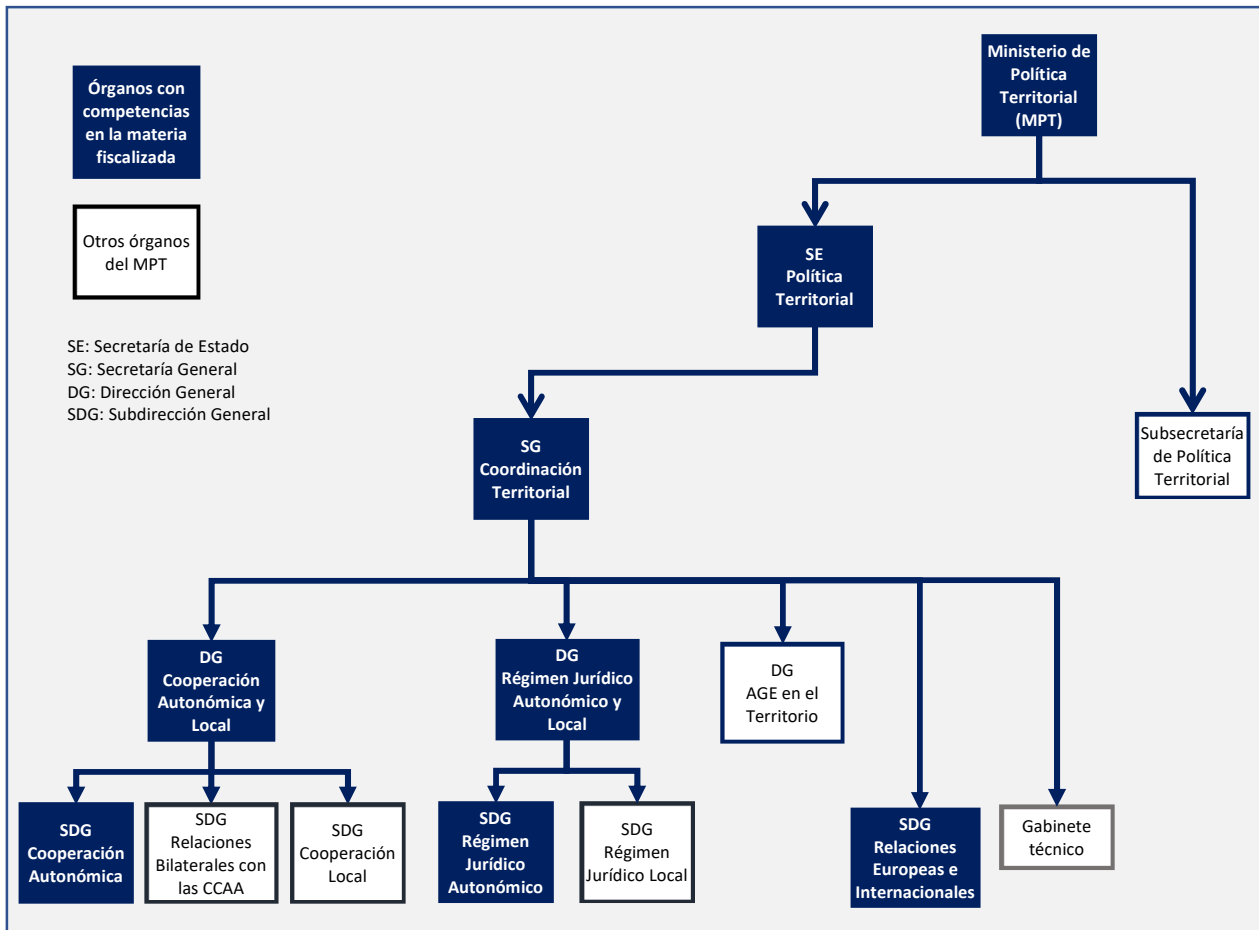 Órganos con
competencias
en la materia
fiscalizada
Otros órganos
del MPT
SE: Secretaría de Estado
SG: Secretaría General
DG: Dirección General
SDG: Subdirección General
Ministerio de
Política
Territorial
(MPT)
SE
Política
Territorial
Subsecretaría
de Política
Territorial
SG
Coordinación
Territorial
DG
Cooperación
Autonómica y
Local
DG
Régimen Jurídico
Autonómico y
Local
DG
AGE en el
Territorio
SDG
Cooperación
Autonómica
SDG
Relaciones
Bilaterales con
las CCAA
SDG
Cooperación
Local
SDG
Régimen
Jurídico
Autonómico
SDG
Régimen
Jurídico Local
SDG
Relaciones
Europeas e
Internacionales
Gabinete
técnico